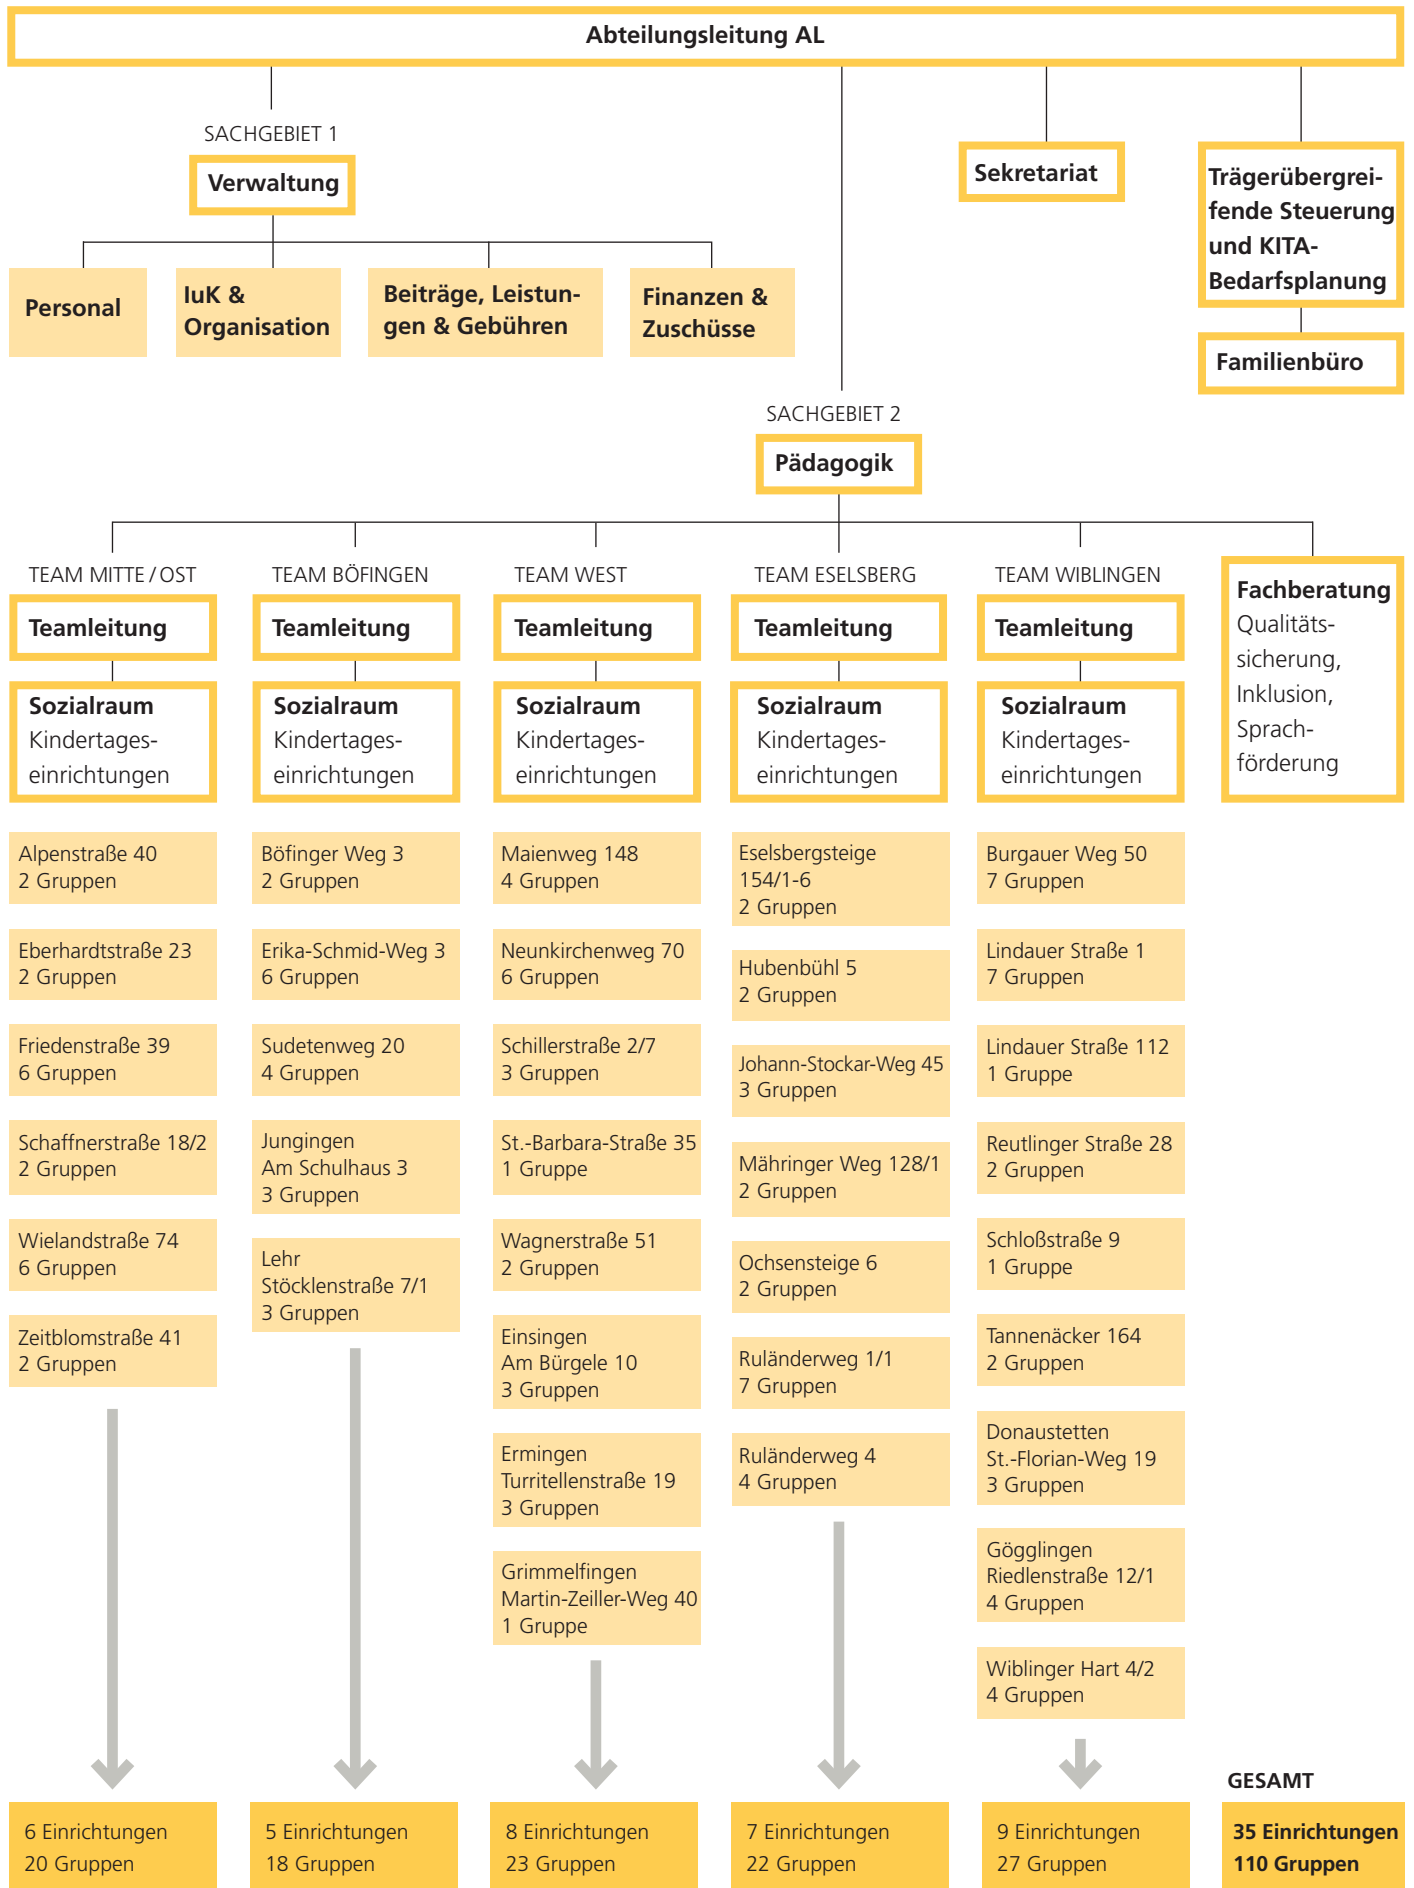 Abteilungsleitung AL
SACHGEBIET 1
Verwaltung
Personal
IuK &
Organisation
Beiträge, Leistun-
gen & Gebühren
Finanzen &
Zuschüsse
Sekretariat
Trägerübergrei-
fende Steuerung
und KITA-
Bedarfsplanung
Familienbüro
SACHGEBIET 2
Pädagogik
TEAM MITTE / OST
Teamleitung
Sozialraum
Kindertages-
einrichtungen
Alpenstraße 40
2 Gruppen
Eberhardtstraße 23
2 Gruppen
Friedenstraße 39
6 Gruppen
Schaffnerstraße 18/2
2 Gruppen
Wielandstraße 74
6 Gruppen
Zeitblomstraße 41
2 Gruppen
6 Einrichtungen
20 Gruppen
TEAM BÖFINGEN
Teamleitung
Sozialraum
Kindertages-
einrichtungen
Böfinger Weg 3
2 Gruppen
Erika-Schmid-Weg 3
6 Gruppen
Sudetenweg 20
4 Gruppen
Jungingen
Am Schulhaus 3
3 Gruppen
Lehr
Stöcklenstraße 7/1
3 Gruppen
5 Einrichtungen
18 Gruppen
TEAM WEST
Teamleitung
Sozialraum
Kindertages-
einrichtungen
Maienweg 148
4 Gruppen
Neunkirchenweg 70
6 Gruppen
Schillerstraße 2/7
3 Gruppen
St.-Barbara-Straße 35
1 Gruppe
Wagnerstraße 51
2 Gruppen
Einsingen
Am Bürgele 10
3 Gruppen
Ermingen
Turritellenstraße 19
3 Gruppen
Grimmelfingen
Martin-Zeiller-Weg 40
1 Gruppe
8 Einrichtungen
23 Gruppen
TEAM ESELSBERG
Teamleitung
Sozialraum
Kindertages-
einrichtungen
Eselsbergsteige
154/1-6
2 Gruppen
Hubenbühl 5
2 Gruppen
Johann-Stockar-Weg 45
3 Gruppen
Mähringer Weg 128/1
2 Gruppen
Ochsensteige 6
2 Gruppen
Ruländerweg 1/1
7 Gruppen
Ruländerweg 4
4 Gruppen
7 Einrichtungen
22 Gruppen
TEAM WIBLINGEN
Teamleitung
Sozialraum
Kindertages-
einrichtungen
Burgauer Weg 50
7 Gruppen
Lindauer Straße 1
7 Gruppen
Lindauer Straße 112
1 Gruppe
Reutlinger Straße 28
2 Gruppen
Schloßstraße 9
1 Gruppe
Tannenäcker 164
2 Gruppen
Donaustetten
St.-Florian-Weg 19
3 Gruppen
Gögglingen
Riedlenstraße 12/1
4 Gruppen
Wiblinger Hart 4/2
4 Gruppen
9 Einrichtungen
27 Gruppen
Fachberatung
Qualitäts-
sicherung,
Inklusion,
Sprach-
förderung
GESAMT
35 Einrichtungen
110 Gruppen